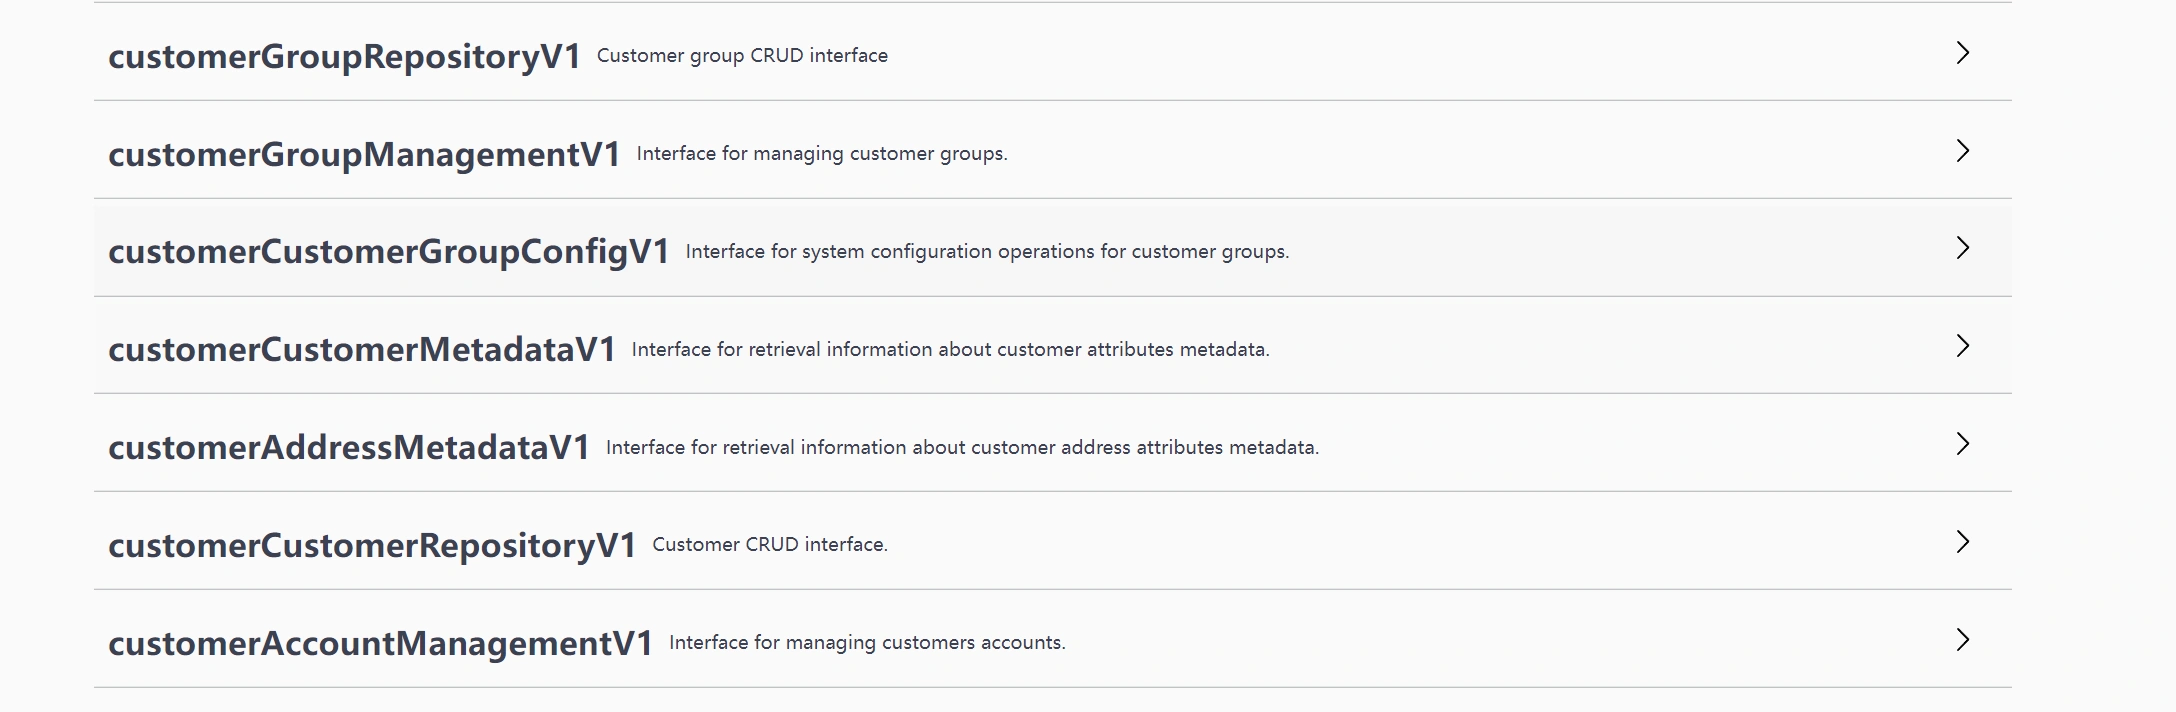 customerGroupRepositoryV1 Customer group CRUD interface
customerGroupManagementV1 Interface for managing customer groups.
customerCustomerGroupConfigV1 Interface for system configuration operations for customer groups.
customerCustomerMetadataV1 Interface for retrieval information about customer attributes metadata.
customerAddressMetadataV1 Interface for retrieval information about customer address attributes metadata.
customerCustomerRepositoryV1 Customer CRUD interface.
customerAccountManagementV1 Interface for managing customers accounts.